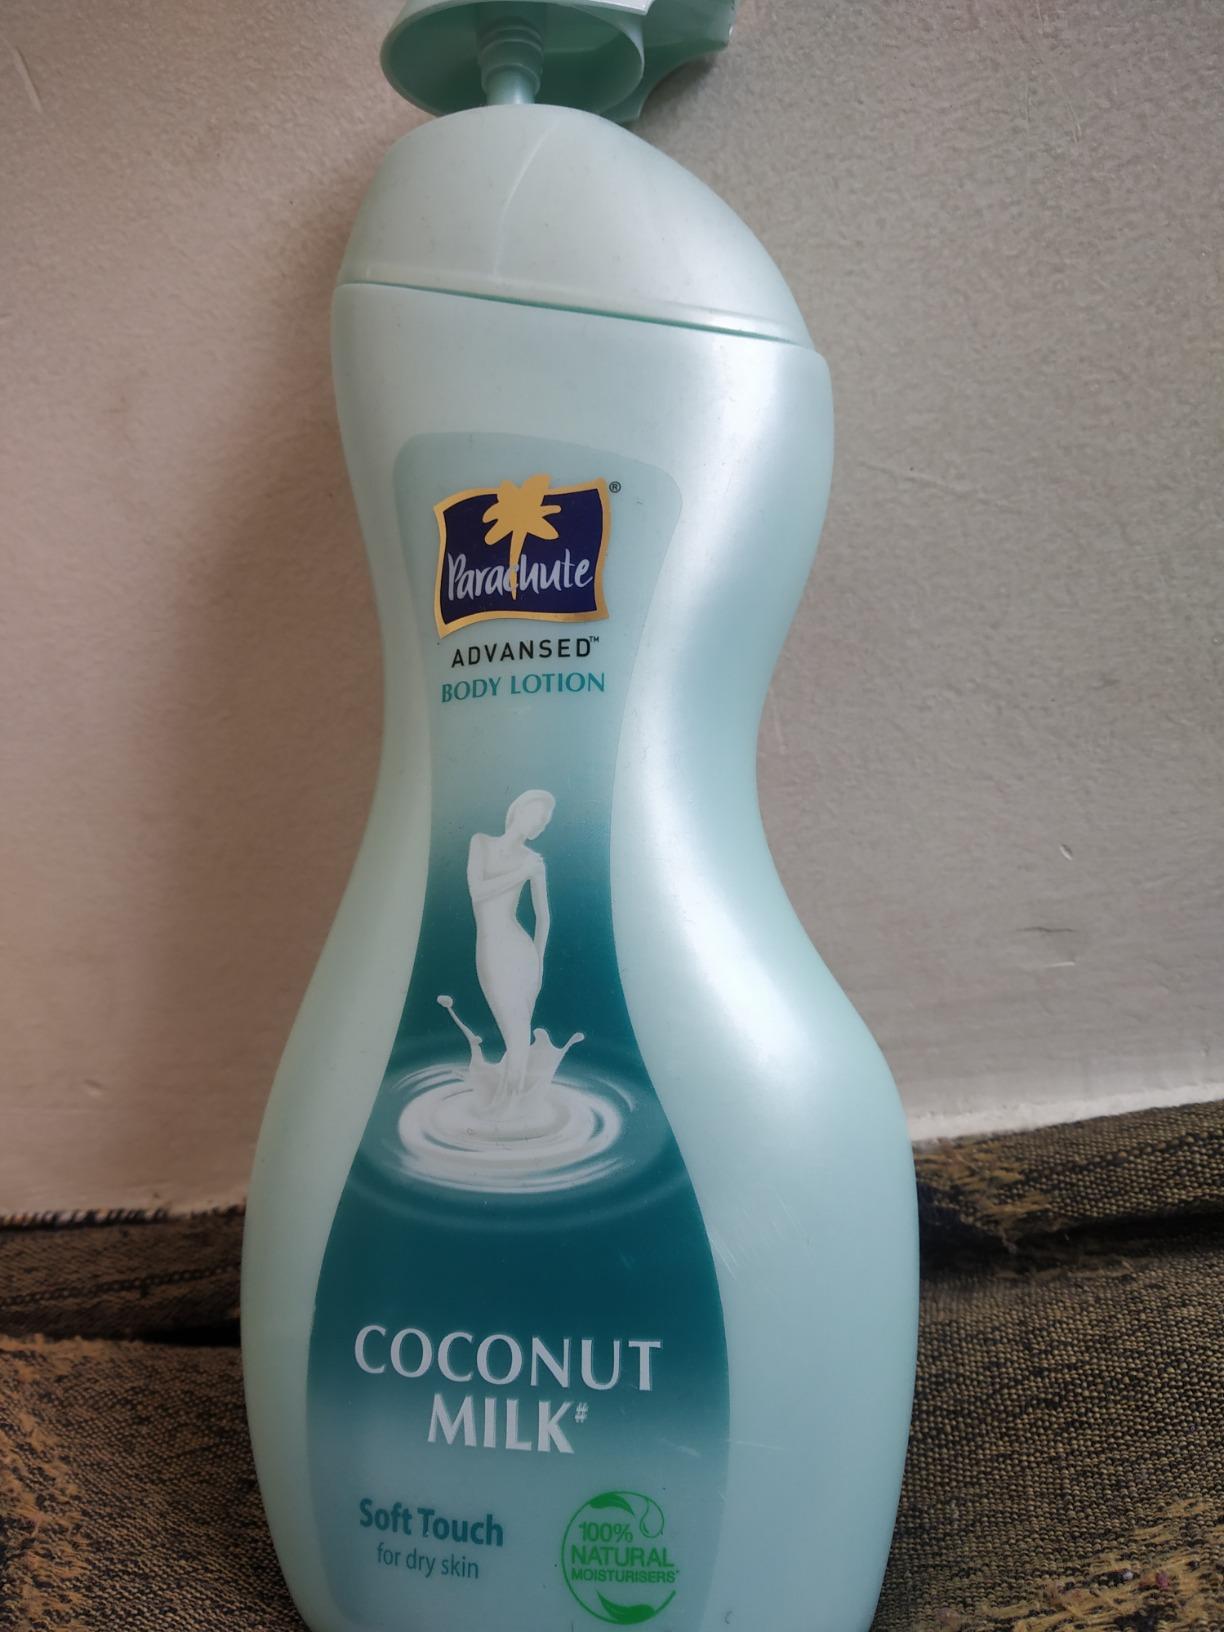 Parachute®
ADVANSED™
BODY LOTION
COCONUT
MILK#
Soft Touch
for dry skin
100%
NATURAL
MOISTURISERS*